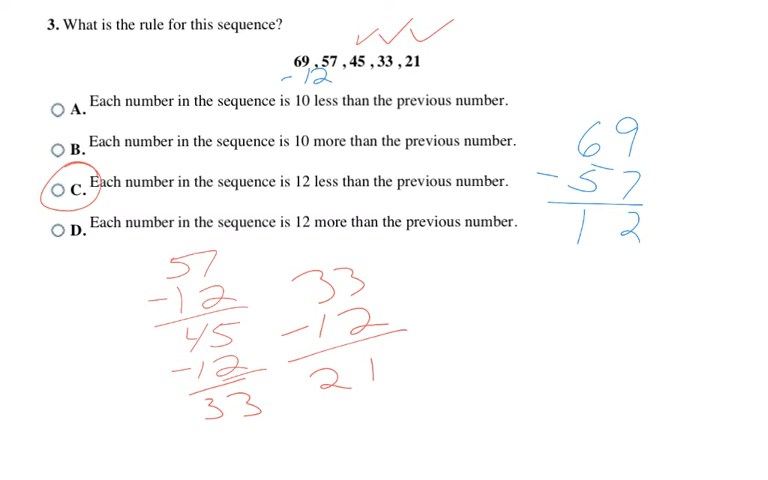 3. What is the rule for this sequence?
69 , 57 , 45 , 33 , 21
- 12
A. Each number in the sequence is 10 less than the previous number.
B. Each number in the sequence is 10 more than the previous number.
C. Each number in the sequence is 12 less than the previous number.
D. Each number in the sequence is 12 more than the previous number.
69
- 57
12
57
- 12
45
- 12
33
33
- 12
21